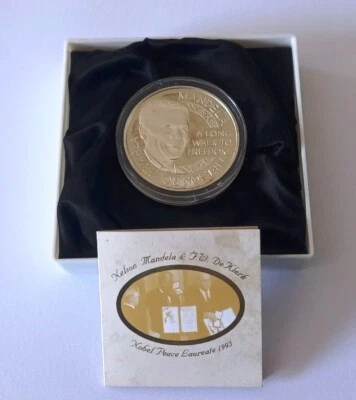 MANDELA
A LONG
WALK TO
FREEDOM
Nelson Mandela & F.W. De Klerk
Nobel Peace Laureate 1993